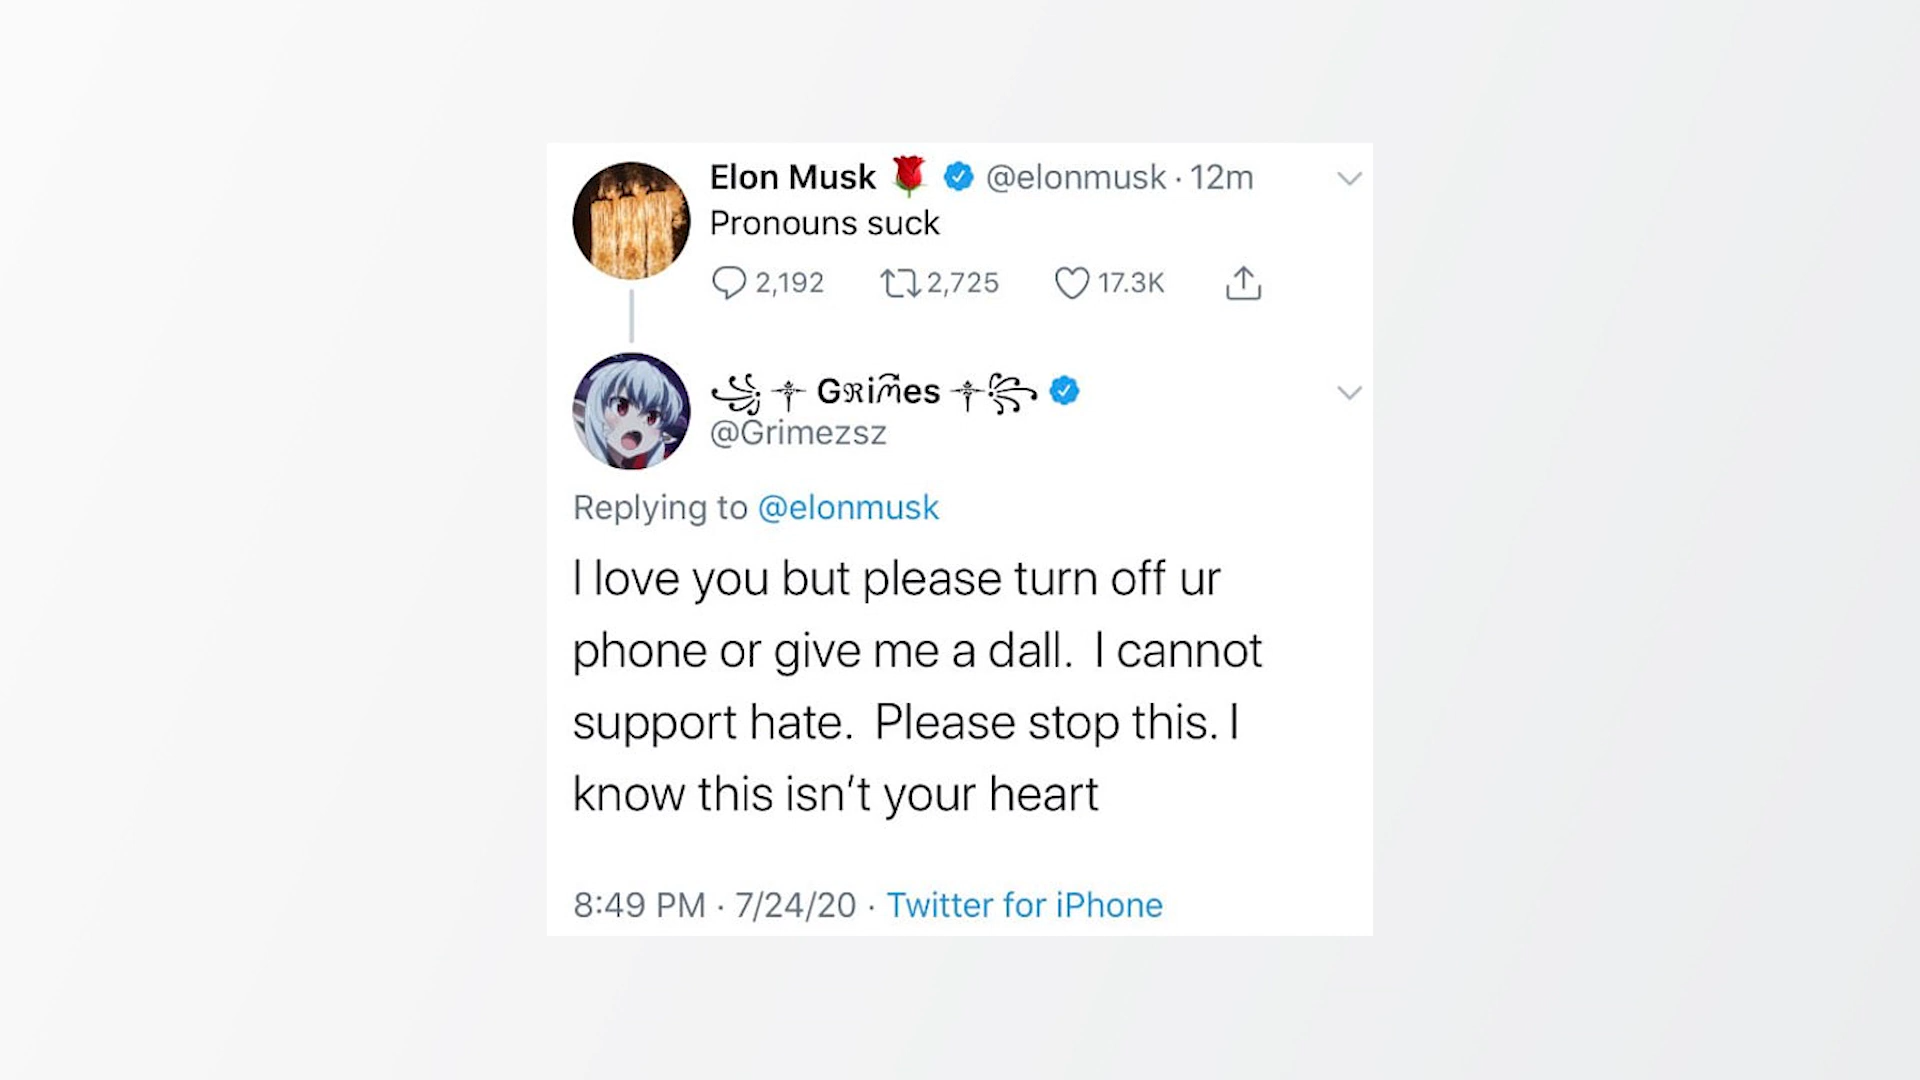 Elon Musk 🌹 @elonmusk · 12m
Pronouns suck
2,192 2,725 17.3K
꧁ ༒ GℜiꪔꫀeS ༒ ꧂
@Grimezsz
Replying to @elonmusk
I love you but please turn off ur
phone or give me a dall.  I cannot
support hate.  Please stop this. I
know this isn't your heart
8:49 PM · 7/24/20 · Twitter for iPhone